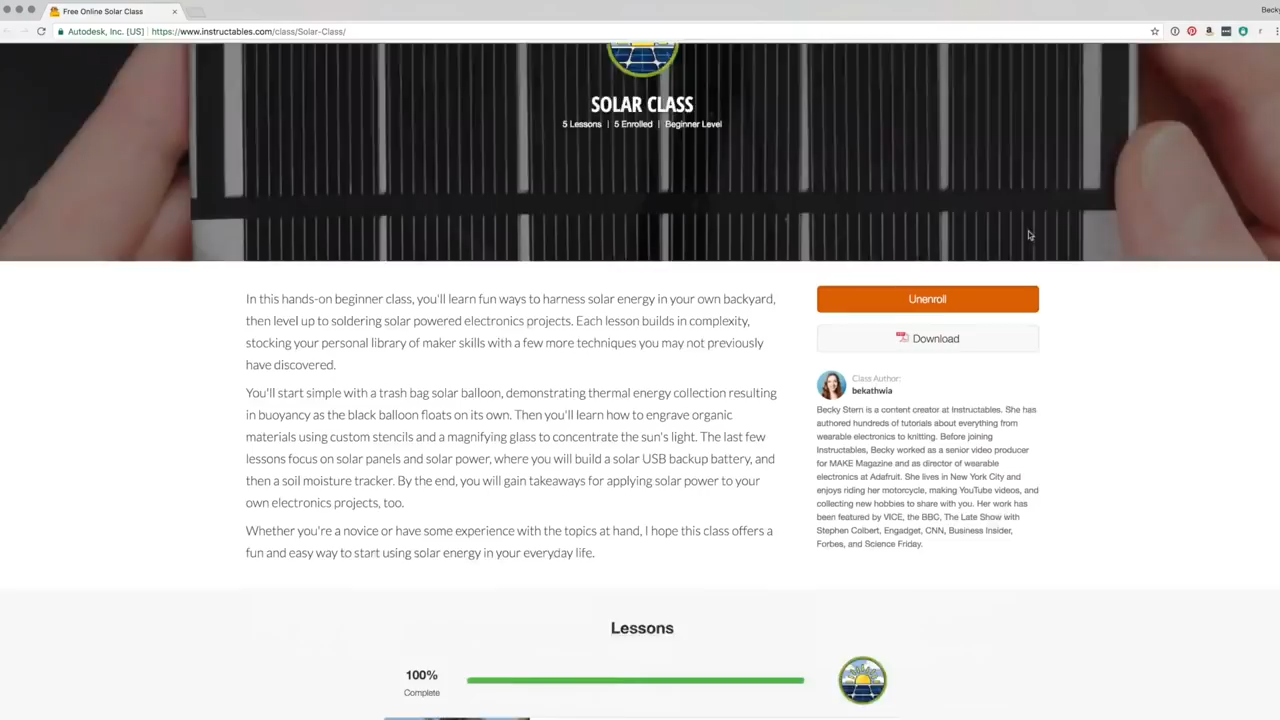 Free Online Solar Class
Becky
Autodesk, Inc. [US]
https://www.instructables.com/class/Solar-Class/
SOLAR CLASS
5 Lessons | 5 Enrolled | Beginner Level
In this hands-on beginner class, you'll learn fun ways to harness solar energy in your own backyard,
then level up to soldering solar powered electronics projects. Each lesson builds in complexity,
stocking your personal library of maker skills with a few more techniques you may not previously
have discovered.
You'll start simple with a trash bag solar balloon, demonstrating thermal energy collection resulting
in buoyancy as the black balloon floats on its own. Then you'll learn how to engrave organic
materials using custom stencils and a magnifying glass to concentrate the sun's light. The last few
lessons focus on solar panels and solar power, where you will build a solar USB backup battery, and
then a soil moisture tracker. By the end, you will gain takeaways for applying solar power to your
own electronics projects, too.
Whether you're a novice or have some experience with the topics at hand, I hope this class offers a
fun and easy way to start using solar energy in your everyday life.
Unenroll
Download
Class Author:
bekathwia
Becky Stern is a content creator at Instructables. She has
authored hundreds of tutorials about everything from
wearable electronics to knitting. Before joining
Instructables, Becky worked as a senior video producer
for MAKE Magazine and as director of wearable
electronics at Adafruit. She lives in New York City and
enjoys riding her motorcycle, making YouTube videos, and
collecting new hobbies to share with you. Her work has
been featured by VICE, the BBC, The Late Show with
Stephen Colbert, Engadget, CNN, Business Insider,
Forbes, and Science Friday.
Lessons
100%
Complete